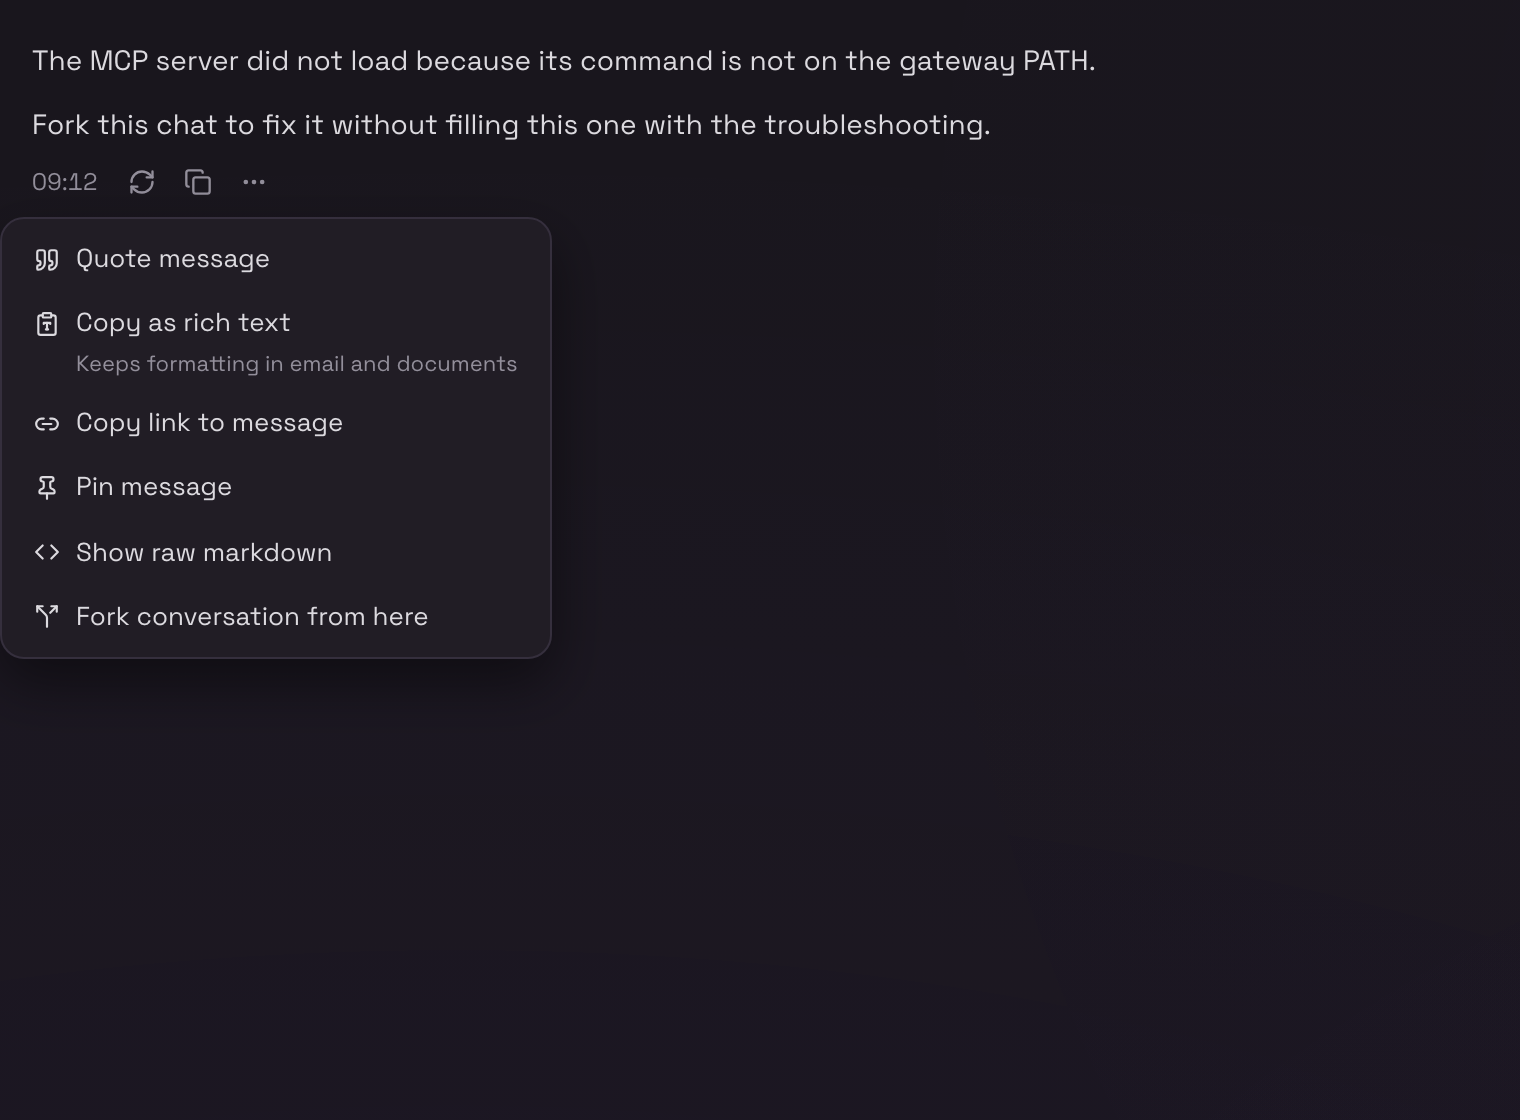 The MCP server did not load because its command is not on the gateway PATH.
Fork this chat to fix it without filling this one with the troubleshooting.
09:12
Quote message
Copy as rich text
Keeps formatting in email and documents
Copy link to message
Pin message
Show raw markdown
Fork conversation from here